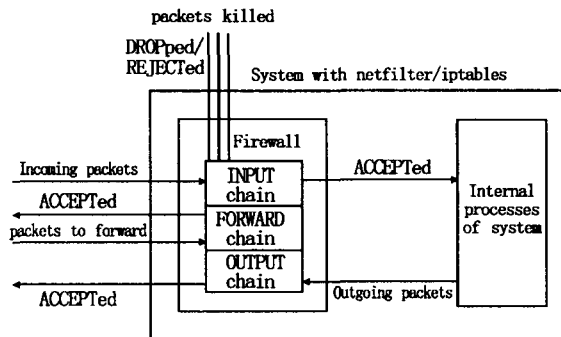 packets killed
DROPped/
REJECTed
System with netfilter/iptables
Firewall
Incoming packets
INPUT
chain
ACCEPTed
ACCEPTed
FORWARD
chain
packets to forward
OUTPUT
chain
ACCEPTed
Outgoing packets
Internal
processes
of system